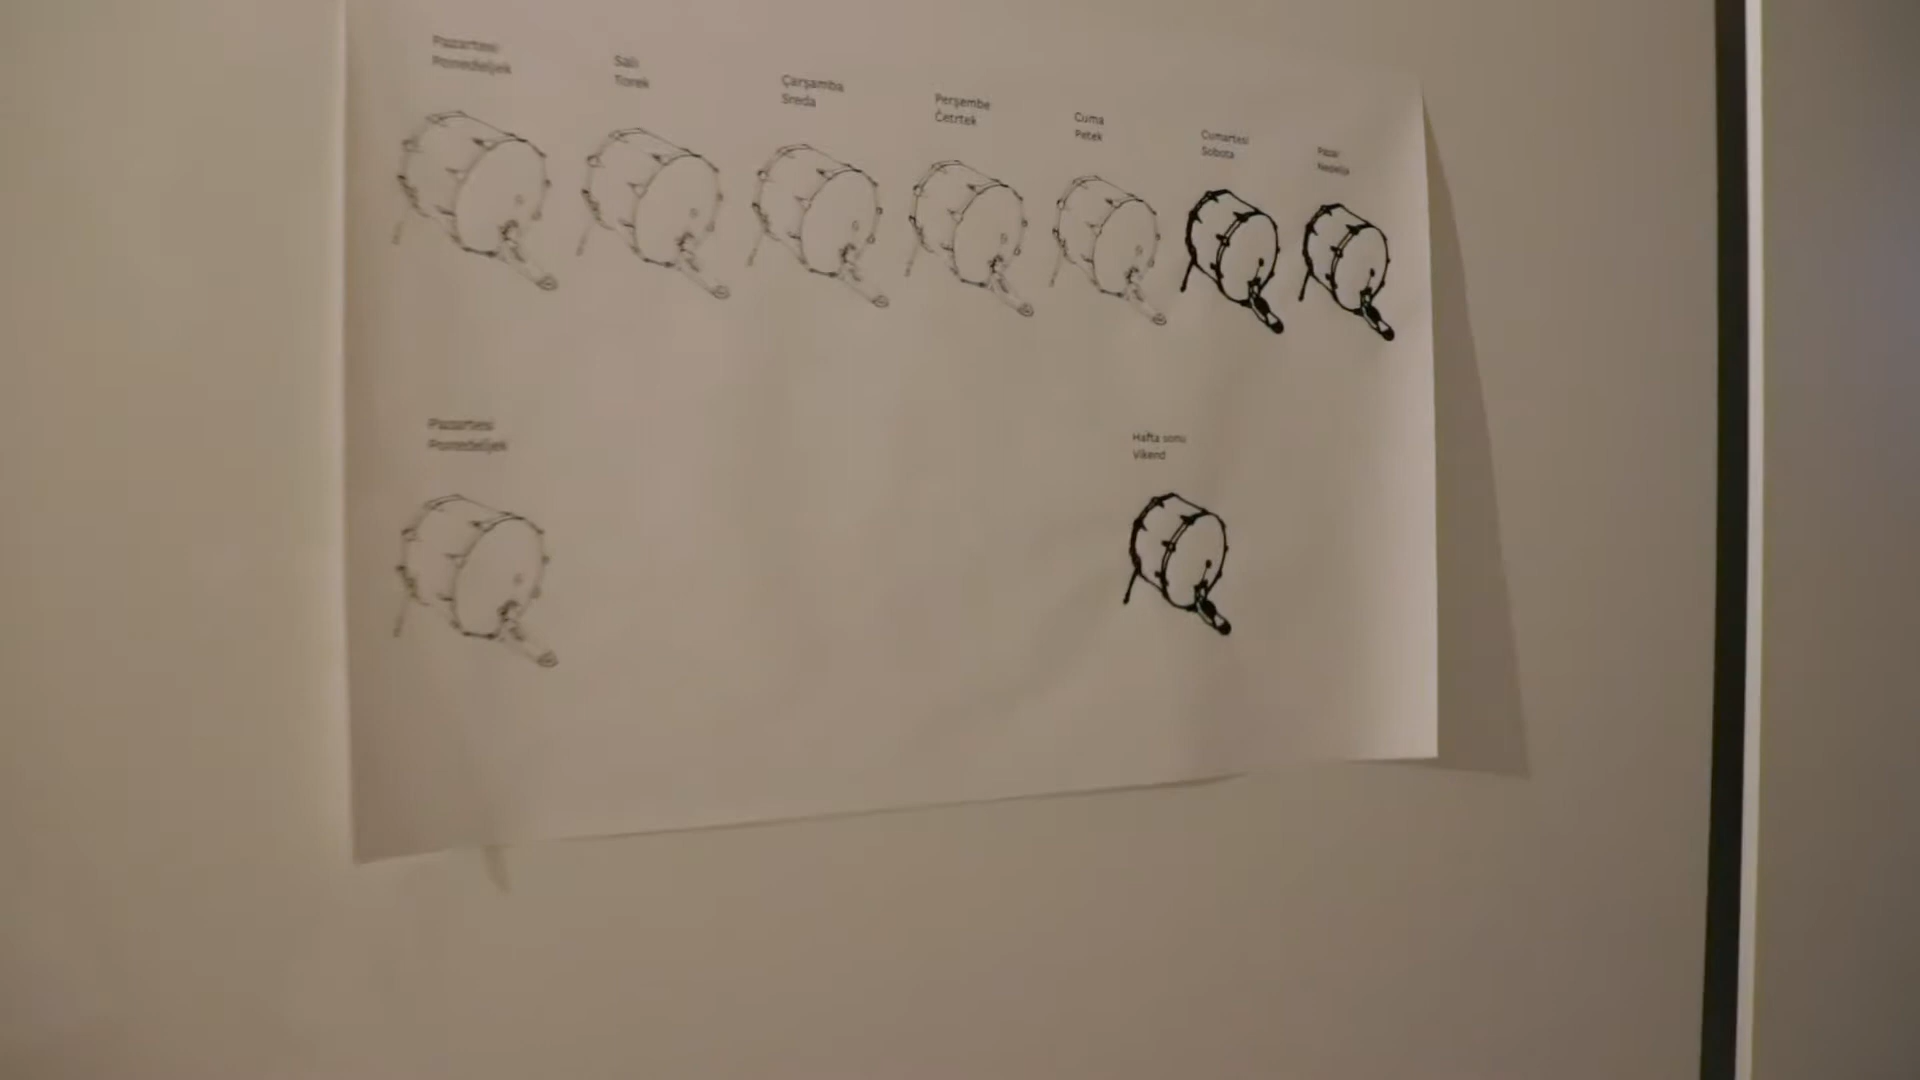 Pazartesi
Ponedeljek
Salı
Torek
Çarşamba
Sreda
Perşembe
Četrtek
Cuma
Petek
Cumartesi
Sobota
Pazar
Nedelja
Pazartesi
Ponedeljek
Hafta sonu
Vikend